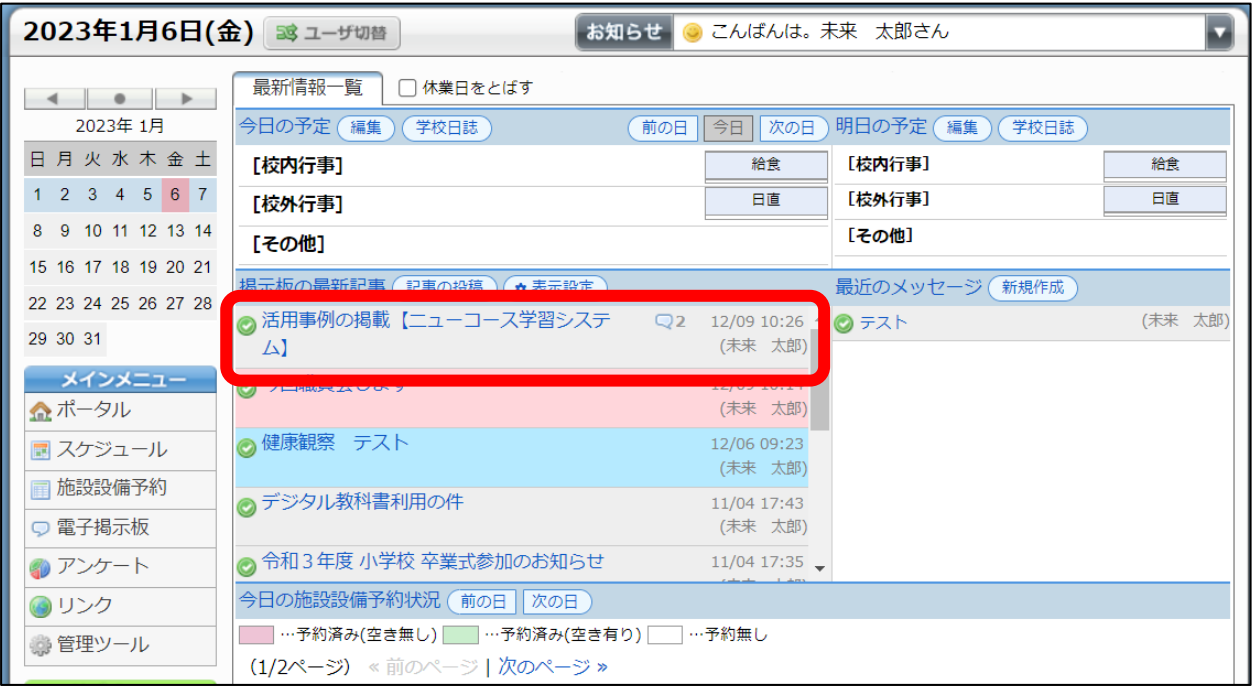 2023年1月6日(金) ユーザ切替 お知らせ こんばんは。未来 太郎さん
最新情報一覧 休業日をとばす
2023年 1月
日 月 火 水 木 金 土
1 2 3 4 5 6 7
8 9 10 11 12 13 14
15 16 17 18 19 20 21
22 23 24 25 26 27 28
29 30 31
メインメニュー
ポータル
スケジュール
施設設備予約
電子掲示板
アンケート
リンク
管理ツール
今日の予定 編集 学校日誌 前の日 今日 次の日
[校内行事] 給食
[校外行事] 日直
[その他]
明日の予定 編集 学校日誌
[校内行事] 給食
[校外行事] 日直
[その他]
掲示板の最新記事 記事の投稿 表示設定
活用事例の掲載【ニューコース学習システ 2 12/09 10:26
ム】 (未来 太郎)
(未来 太郎)
健康観察 テスト 12/06 09:23
(未来 太郎)
デジタル教科書利用の件 11/04 17:43
(未来 太郎)
令和3年度 小学校 卒業式参加のお知らせ 11/04 17:35
最近のメッセージ 新規作成
テスト (未来 太郎)
今日の施設設備予約状況 前の日 次の日
…予約済み(空き無し) …予約済み(空き有り) …予約無し
(1/2ページ) « 前のページ | 次のページ »